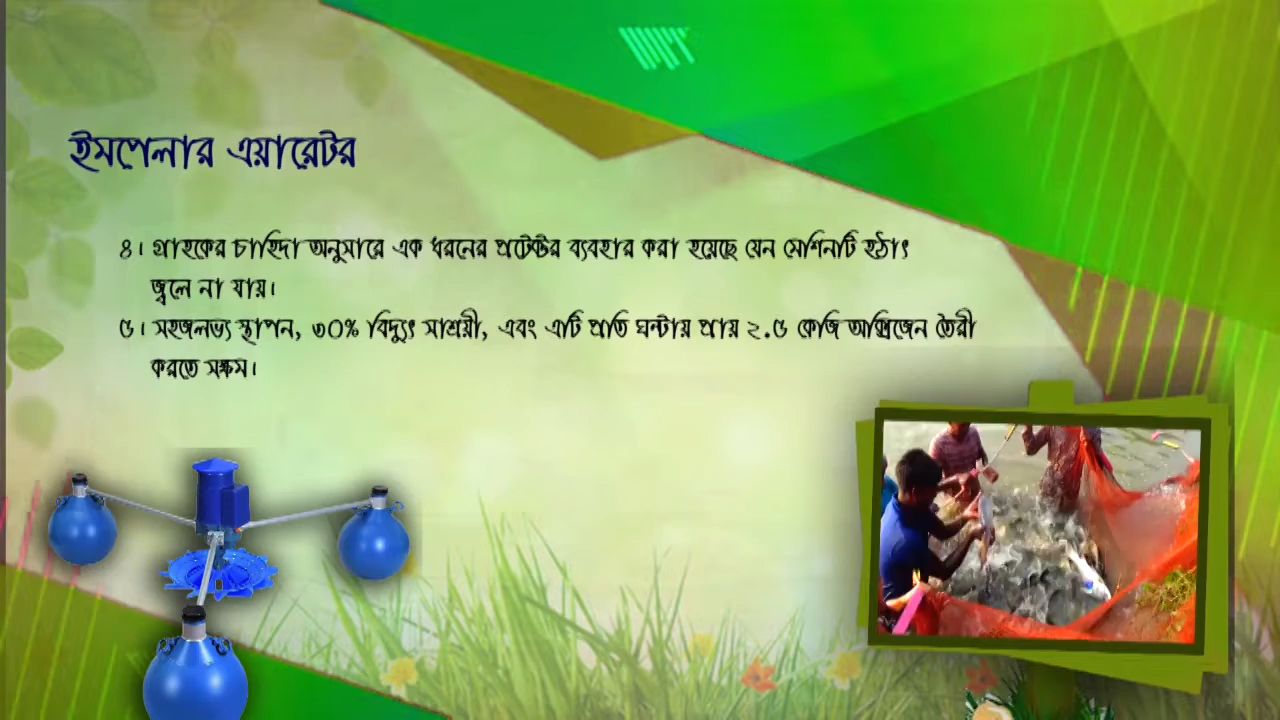 ইমপেলার এয়ারেটর
৪। গ্রাহকের চাহিদা অনুসারে এক ধরনের প্রটেক্টর ব্যবহার করা হয়েছে যেন মেশিনটি হঠাৎ
জ্বলে না যায়।
৫। সহজলভ্য স্থাপন, ৩০% বিদ্যুৎ সাশ্রয়ী, এবং এটি প্রতি ঘন্টায় প্রায় ২.৫ কেজি অক্সিজেন তৈরী
করতে সক্ষম।